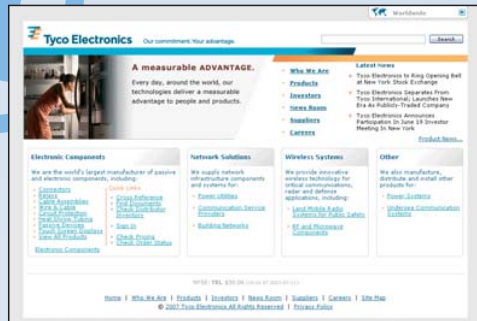 Worldwide
Tyco Electronics
Our commitment. Your advantage.
Search
A measurable ADVANTAGE.
Every day, around the world, our
technologies deliver a measurable
advantage to people and products.
Who We Are
Products
Investors
News Room
Suppliers
Careers
Latest News
Tyco Electronics to Ring Opening Bell
at New York Stock Exchange
Tyco Electronics Separates From
Tyco International; Launches New
Era As Publicly-Traded Company
Tyco Electronics Announces
Participation In June 19 Investor
Meeting In New York
Product News...
Electronic Components
We are the world's largest manufacturer of passive
and electronic components, including:
Connectors
Relays
Cable Assemblies
Wire & Cable
Circuit Protection
Heat Shrink Tubing
Passive Devices
Touch Screen Displays
View All Products
Electronic Components
Quick Links
Cross Reference
Find Documents
Check Distributor
Inventory
Sign In
Check Pricing
Check Order Status
Network Solutions
We supply network
infrastructure components
and systems for:
Power Utilities
Communication Service
Providers
Building Networks
Wireless Systems
We provide innovative
wireless technology for
critical communications,
radar and defense
applications, including:
Land Mobile Radio
Systems for Public Safety
RF and Microwave
Components
Other
We also manufacture,
distribute and install other
products for:
Power Systems
Undersea Communication
Systems
NYSE: TEL
Home | Who We Are | Products | Investors | News Room | Suppliers | Careers | Site Map
© 2007 Tyco Electronics All Rights Reserved | Privacy Policy